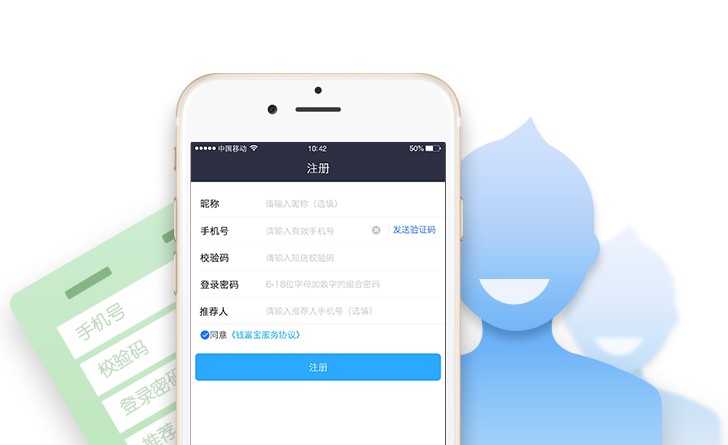 中国移动
10:42
50%
注册
昵称 请输入昵称（选填）
手机号 请输入有效手机号 发送验证码
校验码 请输入短信校验码
登录密码 6-18位字母加数字的组合密码
推荐人 请输入推荐人手机号（选填）
同意《钱富宝服务协议》
注册
手机号
校验码
登录密码
推荐